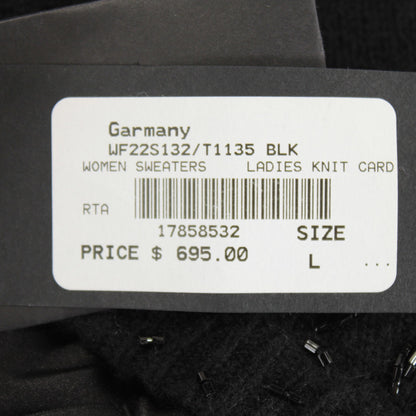 Garmany
WF22S132/T1135 BLK
WOMEN SWEATERS LADIES KNIT CARD
RTA
17858532 SIZE
PRICE $ 695.00 L ...